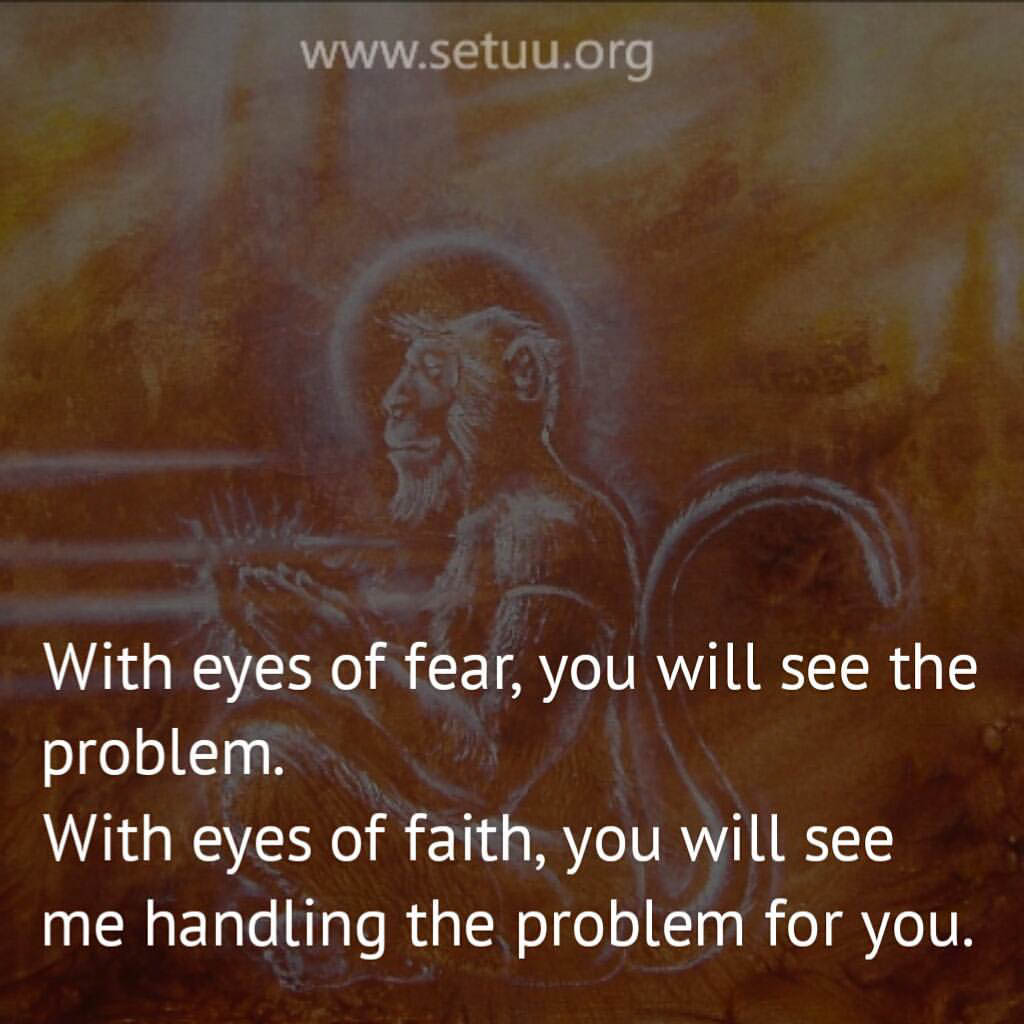 www.setuu.org
With eyes of fear, you will see the
problem.
With eyes of faith, you will see
me handling the problem for you.